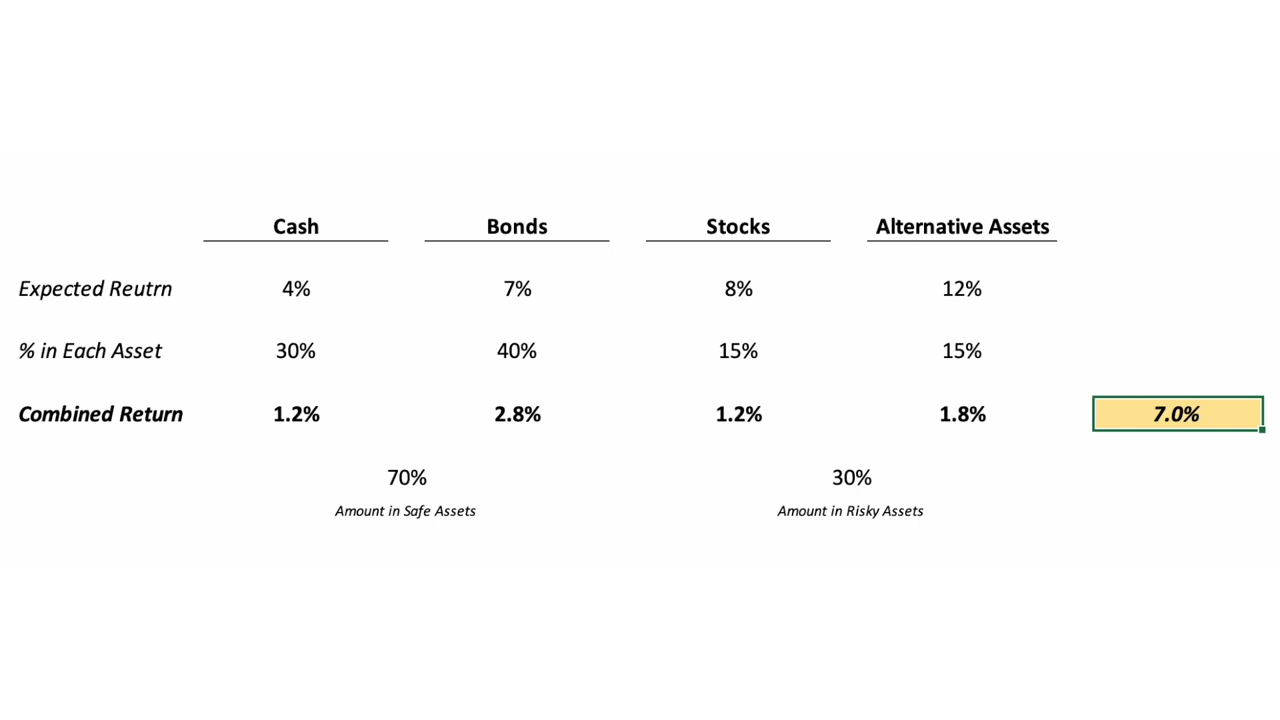 Cash Bonds Stocks Alternative Assets
Expected Reutrn 4% 7% 8% 12%
% in Each Asset 30% 40% 15% 15%
Combined Return 1.2% 2.8% 1.2% 1.8% 7.0%
70% 30%
Amount in Safe Assets Amount in Risky Assets